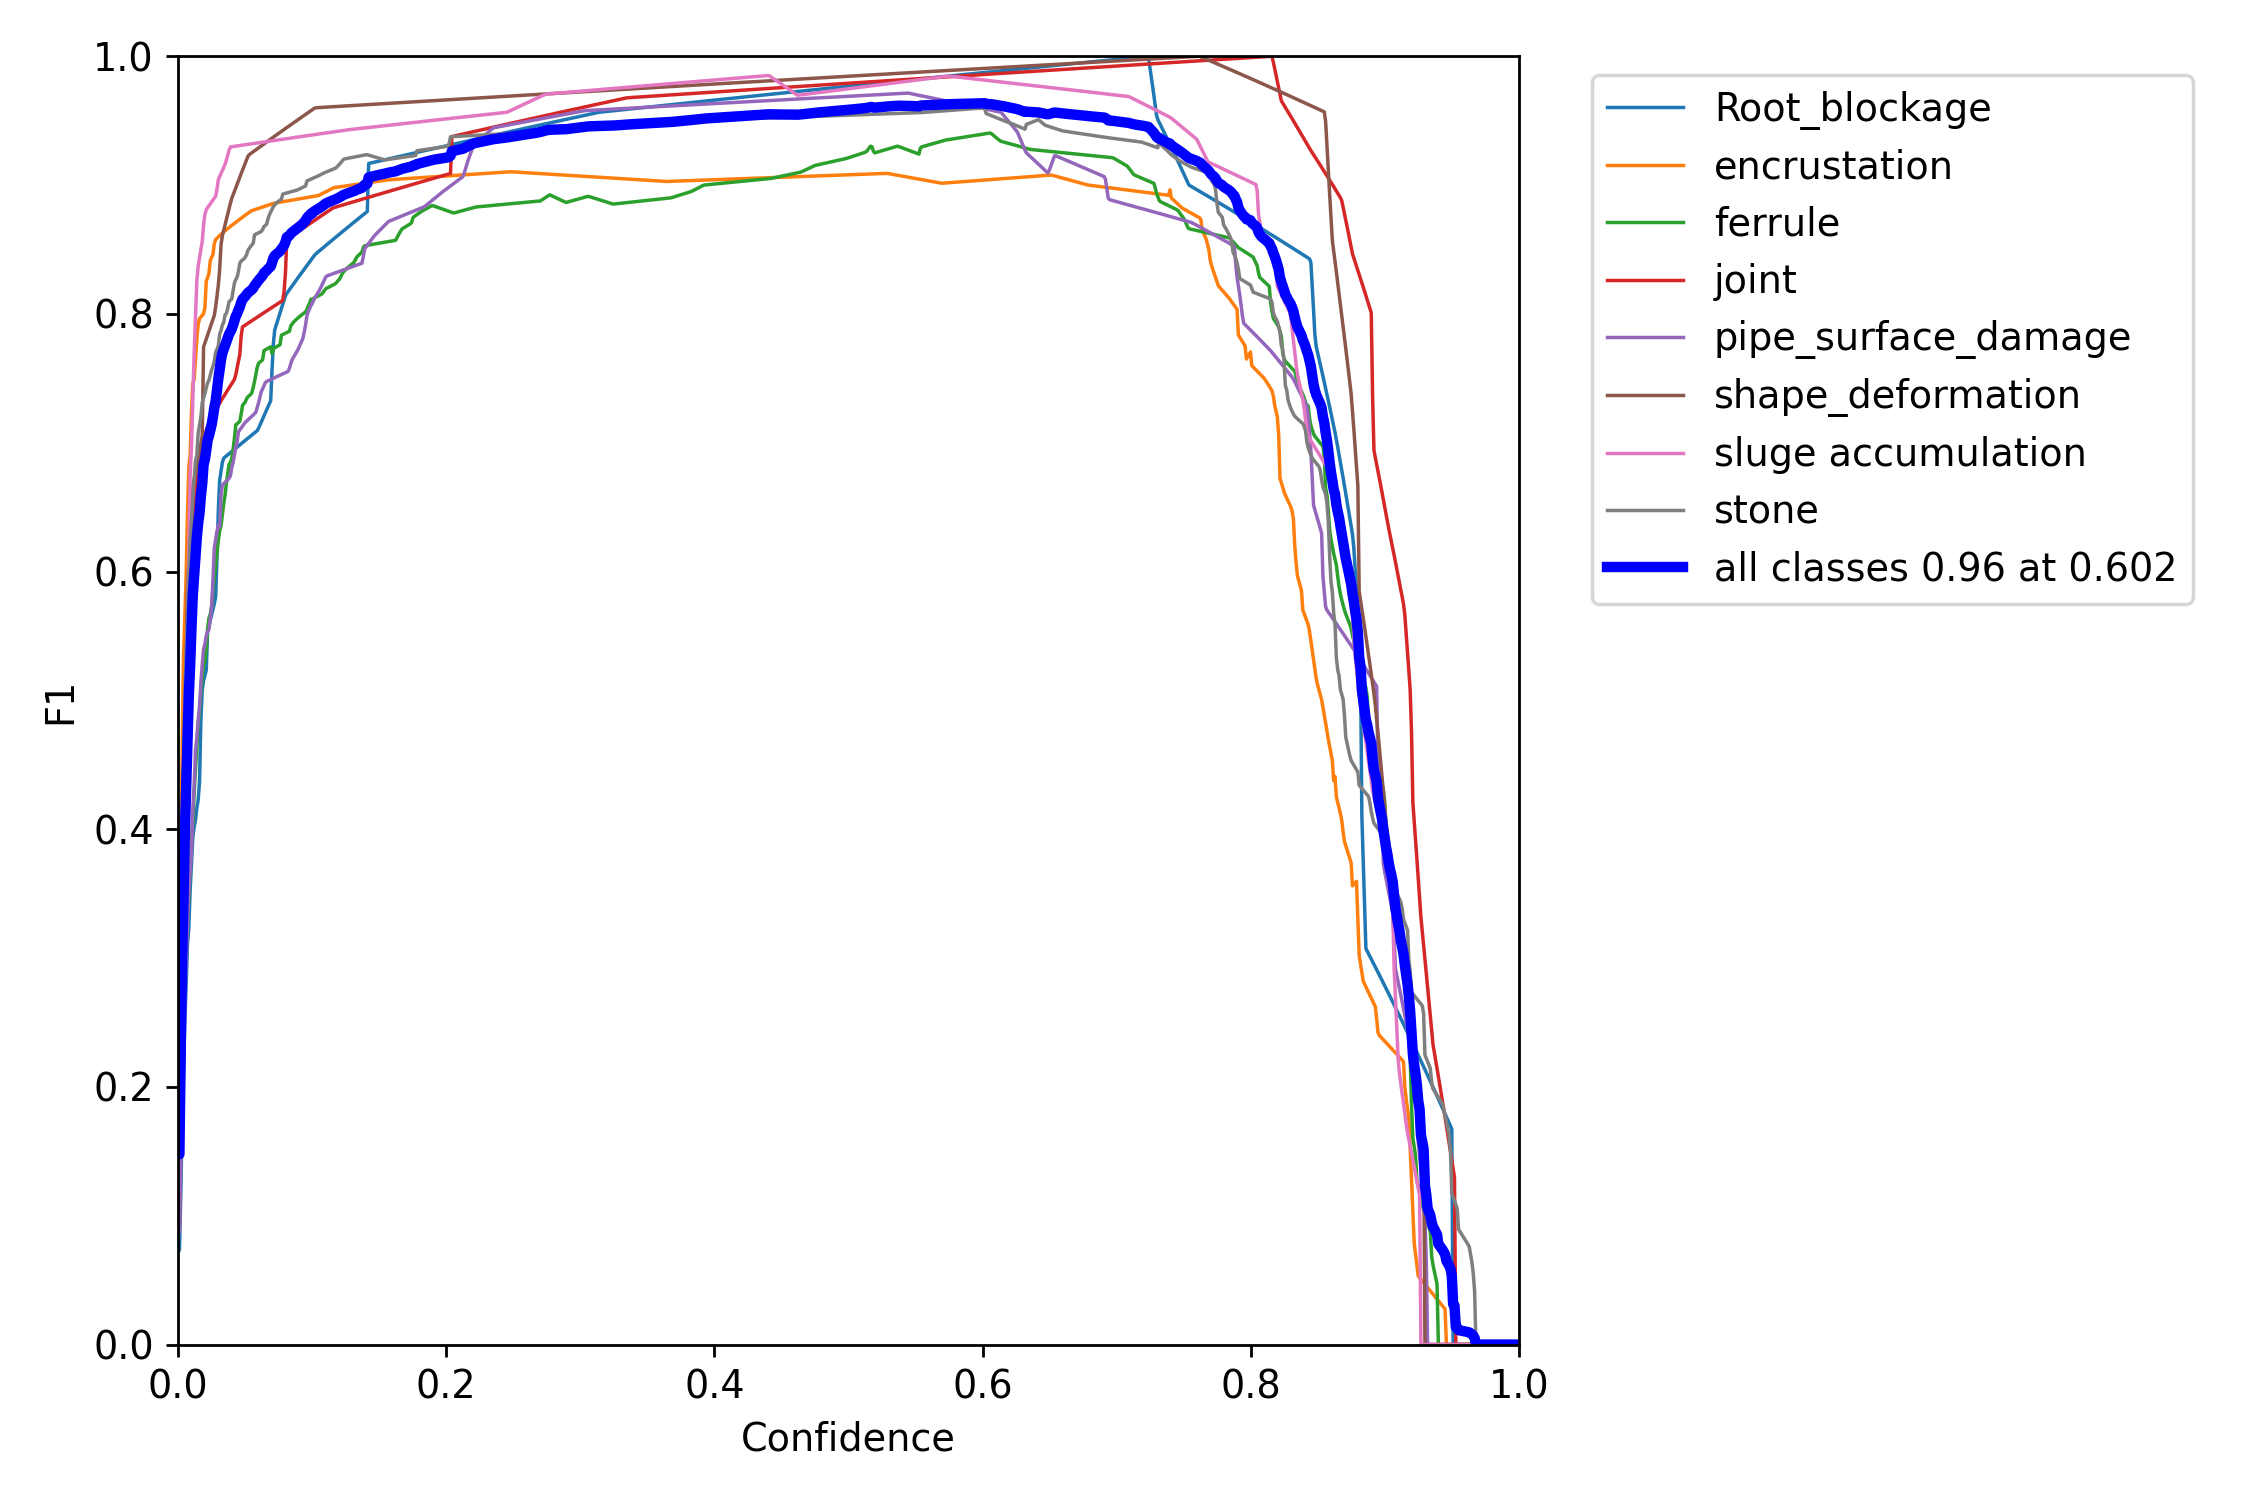 1.0
0.8
0.6
0.4
0.2
0.0
F1
0.0 0.2 0.4 0.6 0.8 1.0
Confidence
Root_blockage
encrustation
ferrule
joint
pipe_surface_damage
shape_deformation
sluge accumulation
stone
all classes 0.96 at 0.602